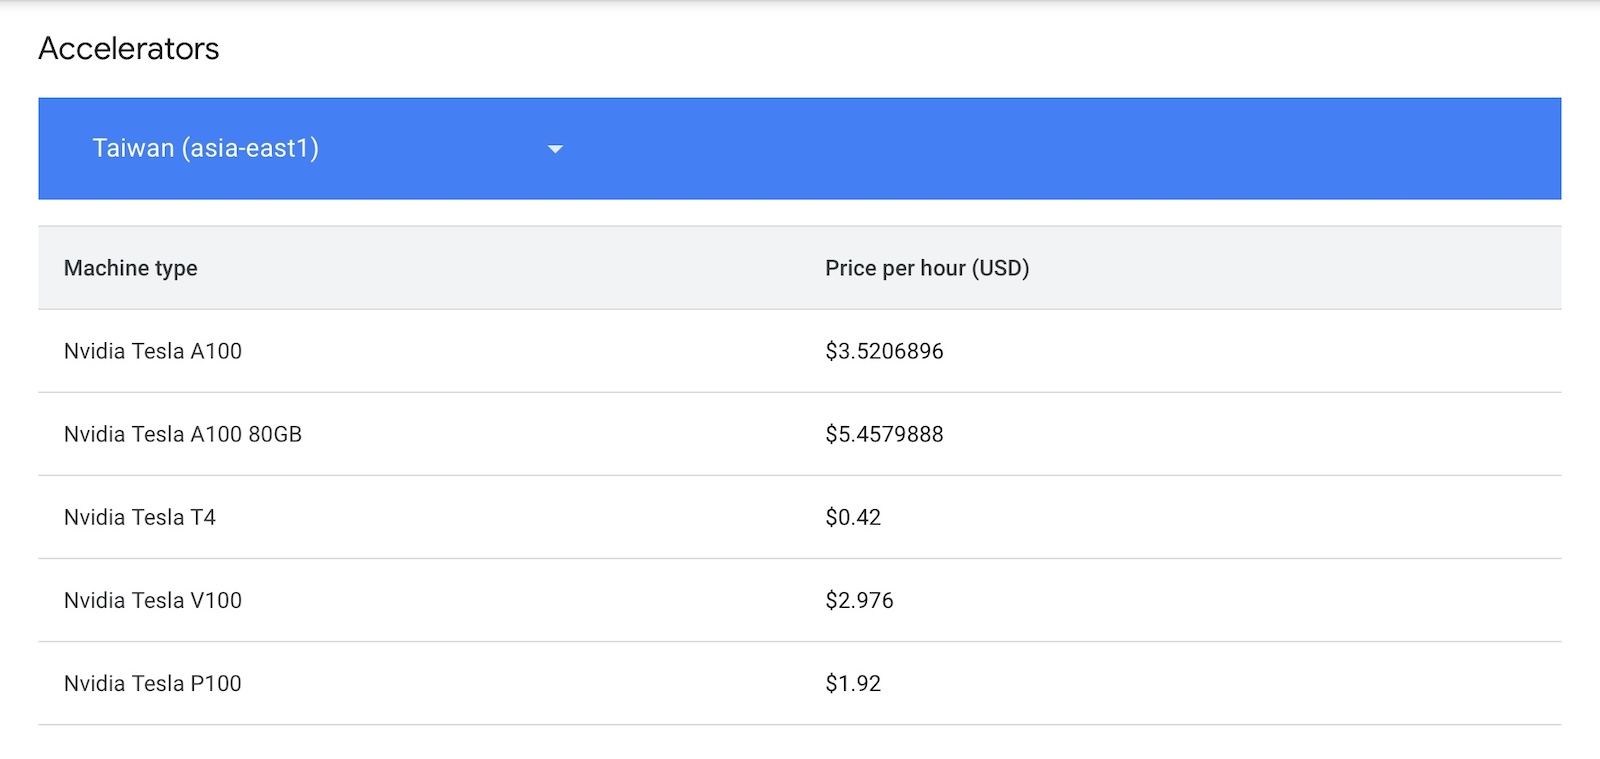 Accelerators
Taiwan (asia-east1)
Machine type Price per hour (USD)
Nvidia Tesla A100 $3.5206896
Nvidia Tesla A100 80GB $5.4579888
Nvidia Tesla T4 $0.42
Nvidia Tesla V100 $2.976
Nvidia Tesla P100 $1.92